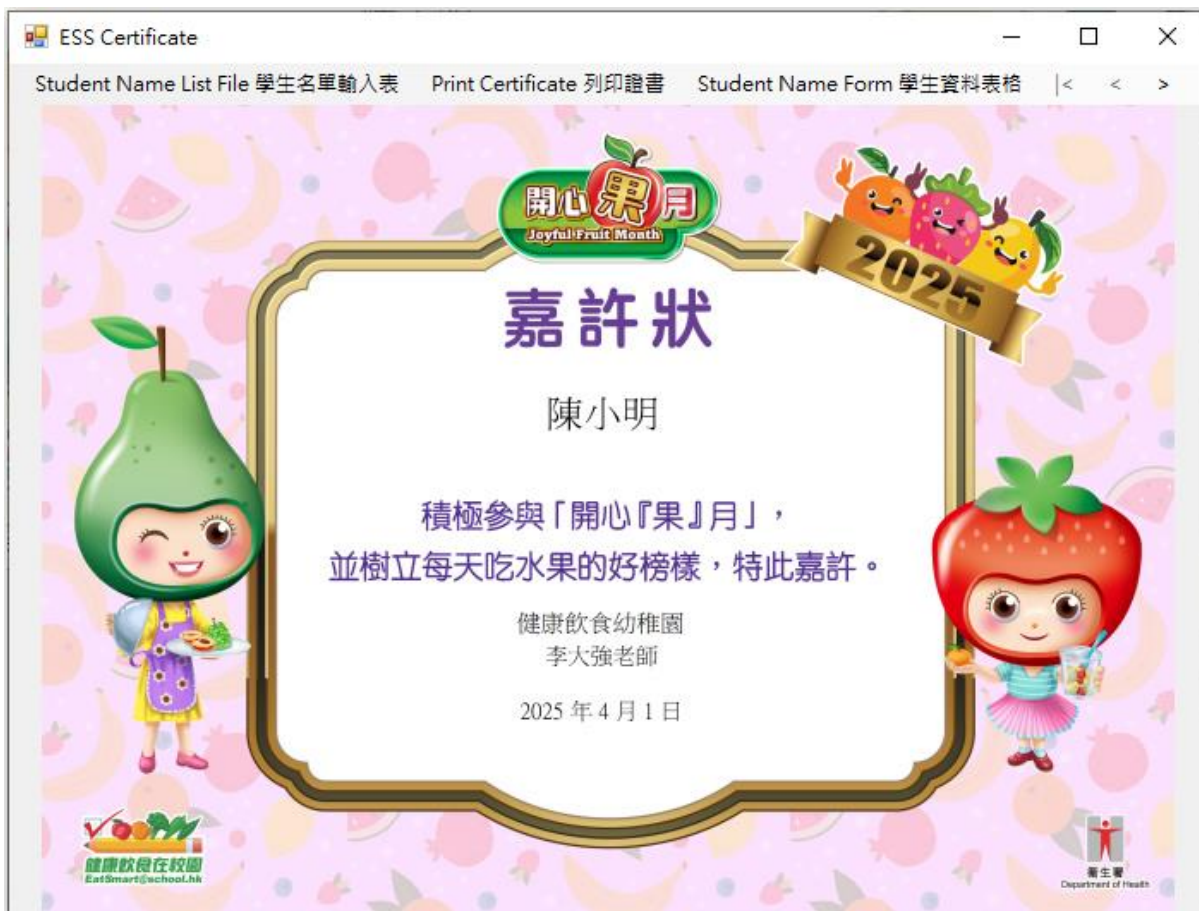 ESS Certificate
Student Name List File 學生名單輸入表 Print Certificate 列印證書 Student Name Form 學生資料表格 |< < >
開心果月
Joyful Fruit Month
2025
嘉許狀
陳小明
積極參與「開心『果』月」，
並樹立每天吃水果的好榜樣，特此嘉許。
健康飲食幼稚園
李大強老師
2025 年 4 月 1 日
健康飲食在校園
EatSmart@school.hk
衞生署
Department of Health